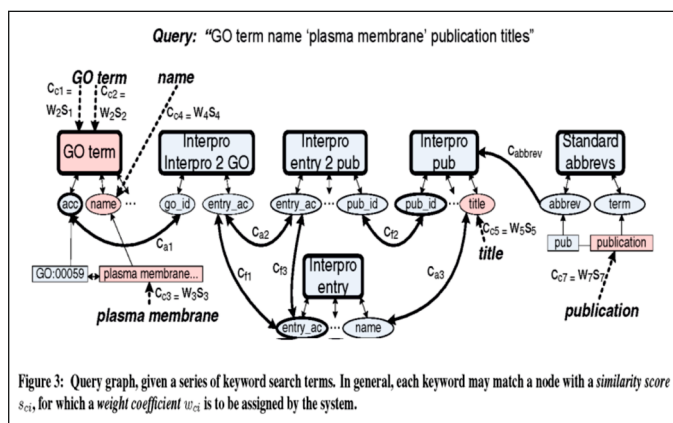 Query: “GO term name ‘plasma membrane’ publication titles”
GO term
name
Cc1 =
W2S1
Cc2 =
W2S2
Cc4 = W4S4
GO term
Interpro
Interpro 2 GO
Interpro
entry 2 pub
Interpro
pub
Cabbrev
Standard
abbrevs
acc
name
...
go_id
entry_ac
entry_ac
...
pub_id
pub_id
...
title
abbrev
term
Ca1
Ca2
Cf2
Cc5 = W5S5
title
pub
publication
GO:00059
plasma membrane...
Cc3 = W3S3
plasma membrane
Cf1
Cf3
Interpro
entry
Ca3
Cc7 = W7S7
publication
entry_ac
...
name
Figure 3: Query graph, given a series of keyword search terms. In general, each keyword may match a node with a similarity score
sci, for which a weight coefficient wci is to be assigned by the system.